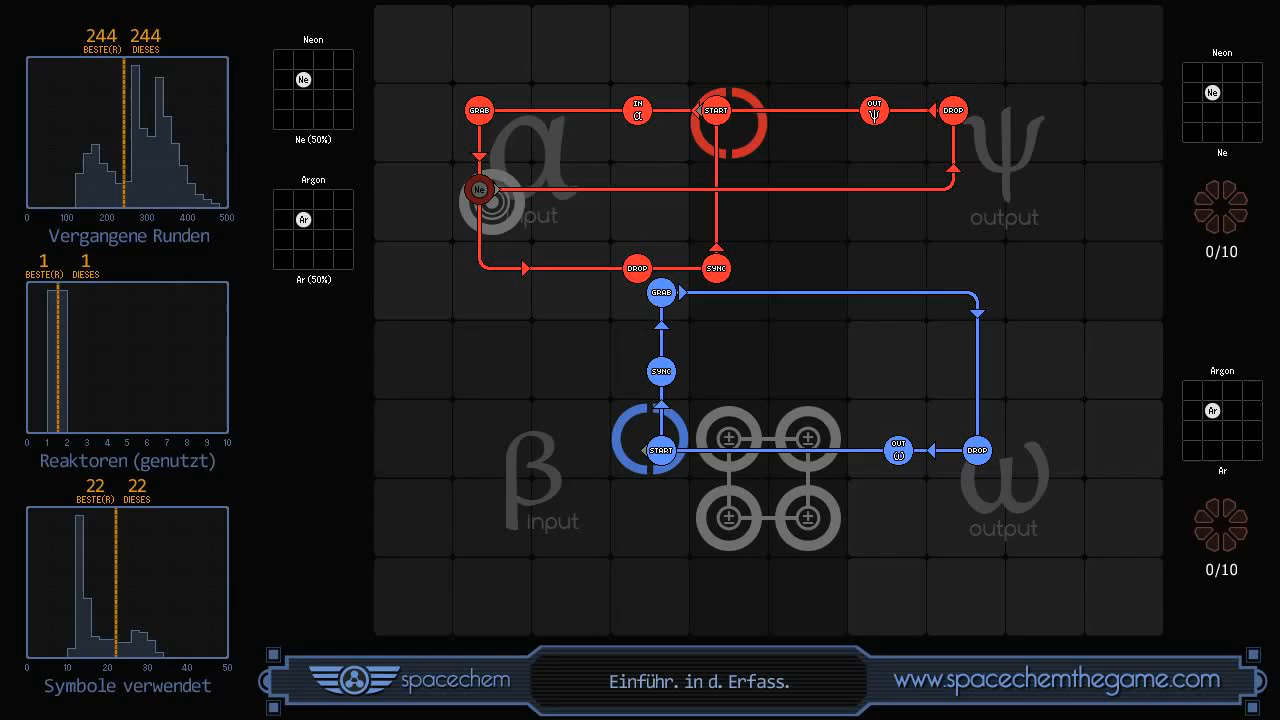 244 244
BESTE(R) DIESES
0 100 200 300 400 500
Vergangene Runden
1 1
BESTE(R) DIESES
0 1 2 3 4 5 6 7 8 9 10
Reaktoren (genutzt)
22 22
BESTE(R) DIESES
0 10 20 30 40 50
Symbole verwendet
Neon
Ne
Ne (50%)
Argon
Ar
Ar (50%)
GRAB
IN
α
START
OUT
ψ
DROP
α
input
ψ
output
Ne
DROP
SYNC
GRAB
SYNC
START
OUT
ω
DROP
β
input
ω
output
± ±
± ±
Neon
Ne
Ne
0/10
Argon
Ar
Ar
0/10
spacechem
Einführ. in d. Erfass.
www.spacechemthegame.com